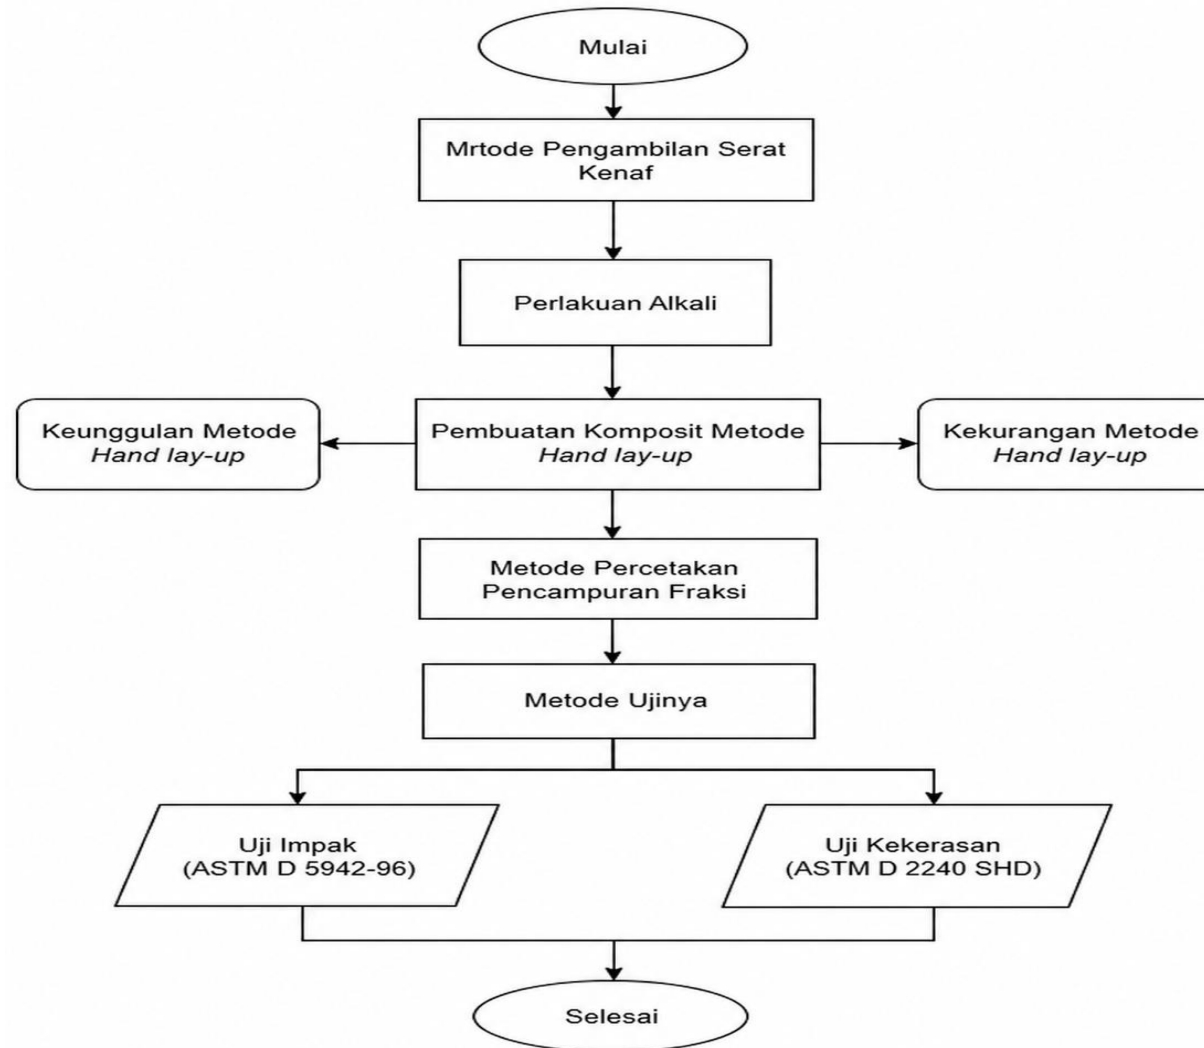 Mulai
Mrtode Pengambilan Serat
Kenaf
Perlakuan Alkali
Keunggulan Metode
Hand lay-up
Pembuatan Komposit Metode
Hand lay-up
Kekurangan Metode
Hand lay-up
Metode Percetakan
Pencampuran Fraksi
Metode Ujinya
Uji Impak
(ASTM D 5942-96)
Uji Kekerasan
(ASTM D 2240 SHD)
Selesai